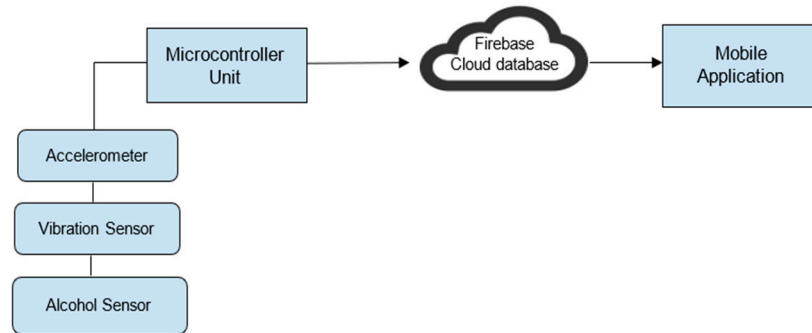 Microcontroller
Unit
Firebase
Cloud database
Mobile
Application
Accelerometer
Vibration Sensor
Alcohol Sensor